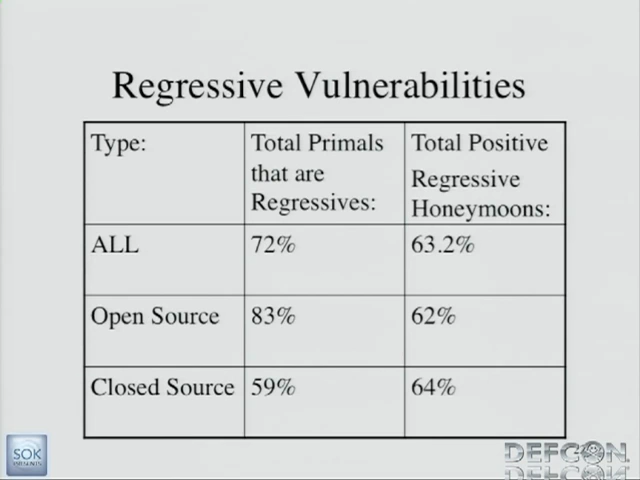 Regressive Vulnerabilities
Type:
Total Primals
that are
Regressives:
Total Positive
Regressive
Honeymoons:
ALL
72%
63.2%
Open Source
83%
62%
Closed Source
59%
64%
SOK
PRESENTS
DEFCON